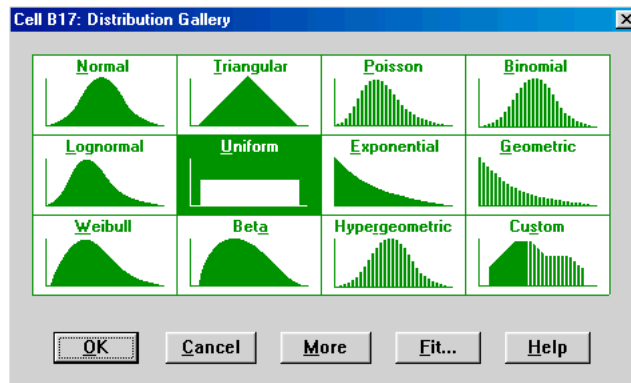 Cell B17: Distribution Gallery
Normal Triangular Poisson Binomial
Lognormal Uniform Exponential Geometric
Weibull Beta Hypergeometric Custom
OK Cancel More Fit... Help